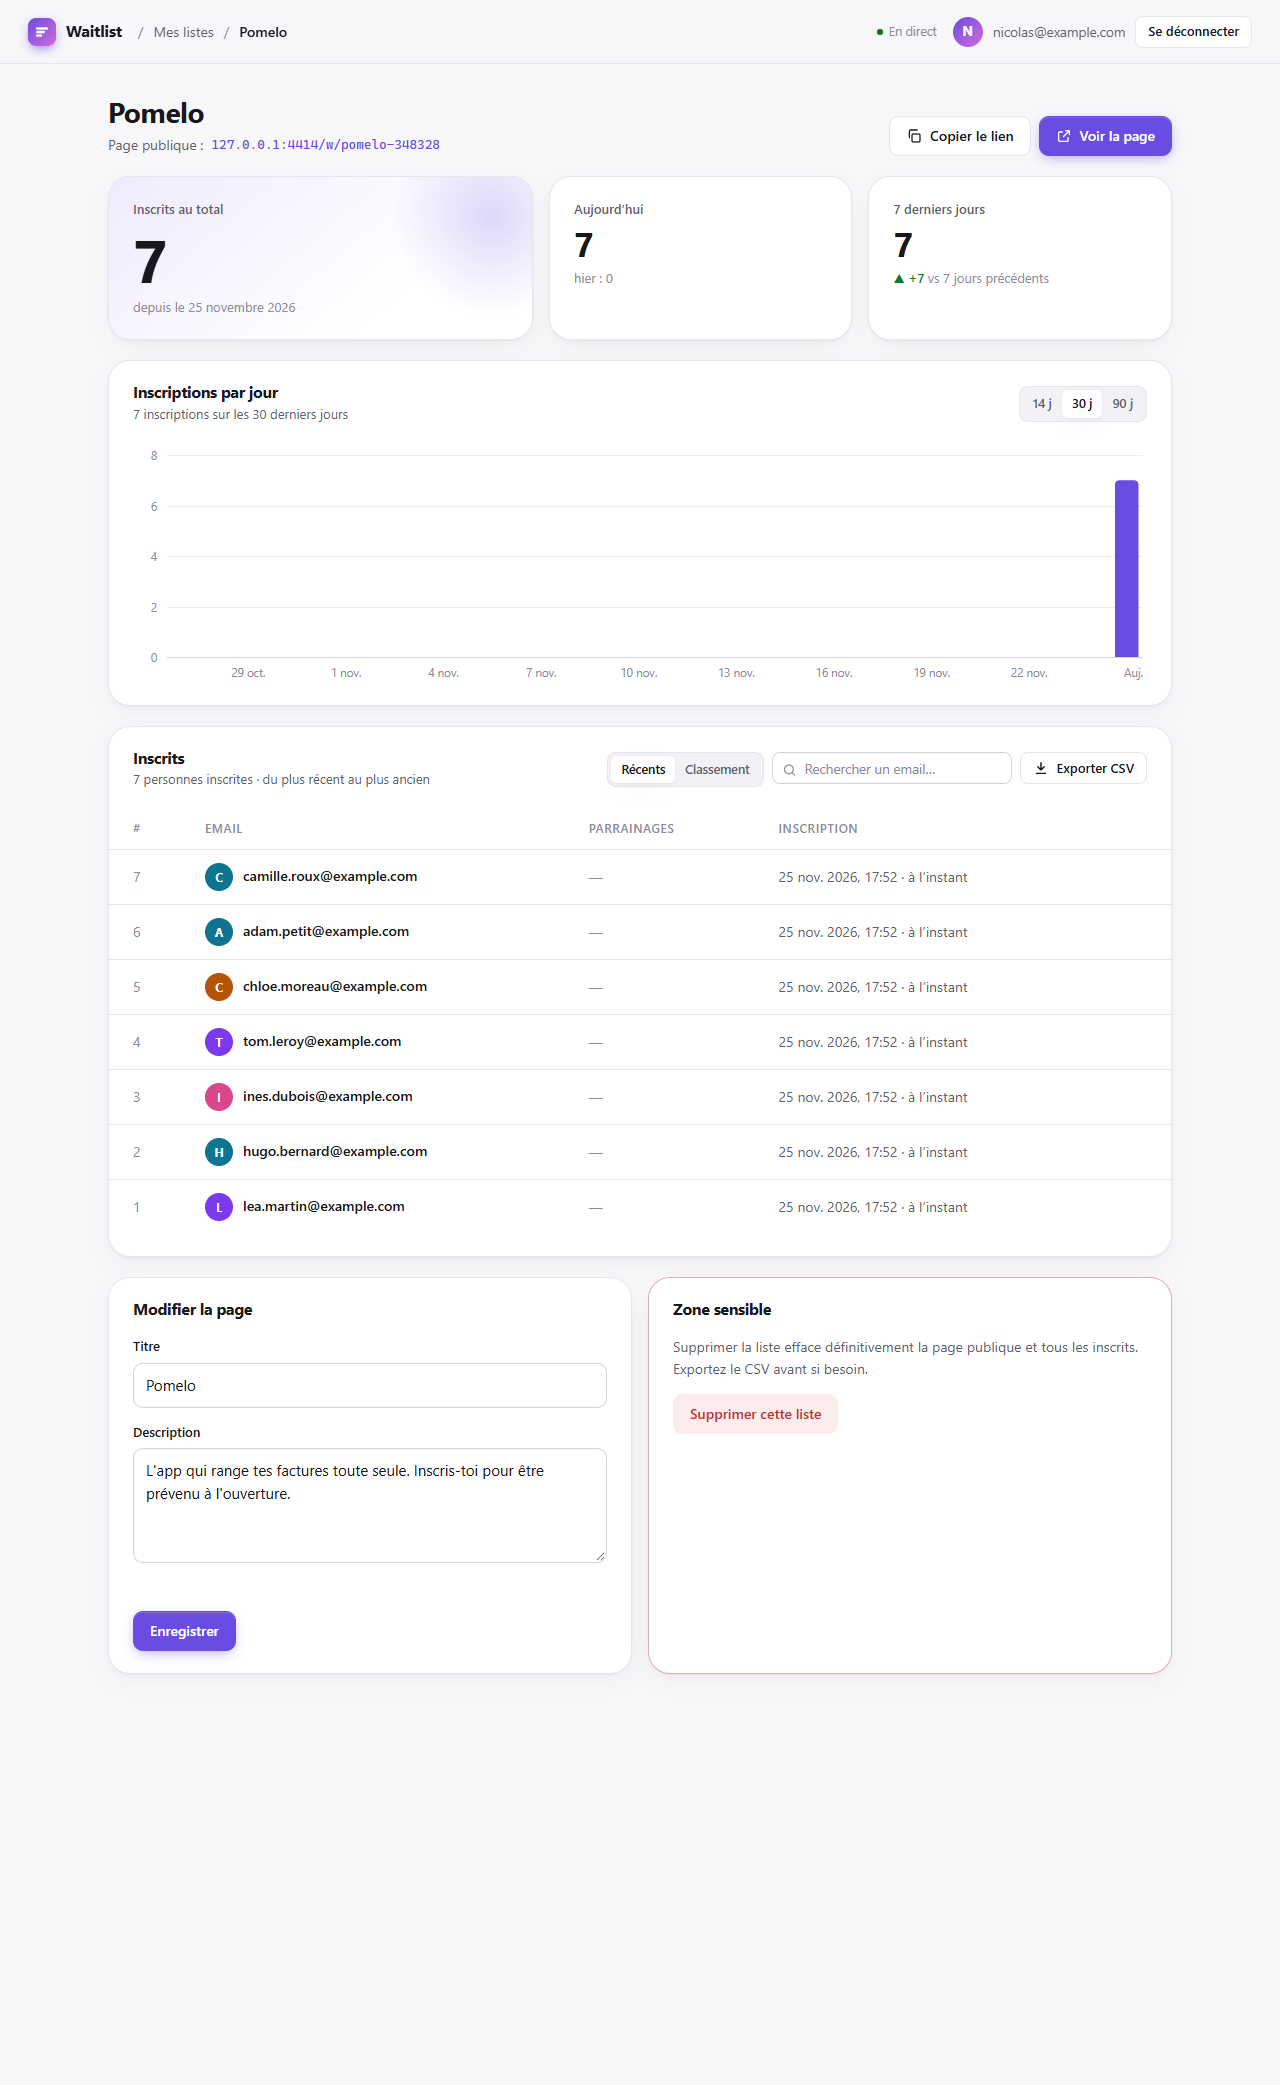 Waitlist / Mes listes / Pomelo
En direct N nicolas@example.com Se déconnecter
Pomelo
Page publique : 127.0.0.1:4414/w/pomelo-348328
Copier le lien
Voir la page
Inscrits au total
7
depuis le 25 novembre 2026
Aujourd’hui
7
hier : 0
7 derniers jours
7
▲ +7 vs 7 jours précédents
Inscriptions par jour
7 inscriptions sur les 30 derniers jours
14 j 30 j 90 j
8
6
4
2
0
29 oct. 1 nov. 4 nov. 7 nov. 10 nov. 13 nov. 16 nov. 19 nov. 22 nov. Auj.
Inscrits
7 personnes inscrites · du plus récent au plus ancien
Récents Classement
Rechercher un email...
Exporter CSV
# EMAIL PARRAINAGES INSCRIPTION
7 C camille.roux@example.com — 25 nov. 2026, 17:52 · à l’instant
6 A adam.petit@example.com — 25 nov. 2026, 17:52 · à l’instant
5 C chloe.moreau@example.com — 25 nov. 2026, 17:52 · à l’instant
4 T tom.leroy@example.com — 25 nov. 2026, 17:52 · à l’instant
3 I ines.dubois@example.com — 25 nov. 2026, 17:52 · à l’instant
2 H hugo.bernard@example.com — 25 nov. 2026, 17:52 · à l’instant
1 L lea.martin@example.com — 25 nov. 2026, 17:52 · à l’instant
Modifier la page
Titre
Pomelo
Description
L'app qui range tes factures toute seule. Inscris-toi pour être
prévenu à l'ouverture.
Enregistrer
Zone sensible
Supprimer la liste efface définitivement la page publique et tous les inscrits.
Exportez le CSV avant si besoin.
Supprimer cette liste